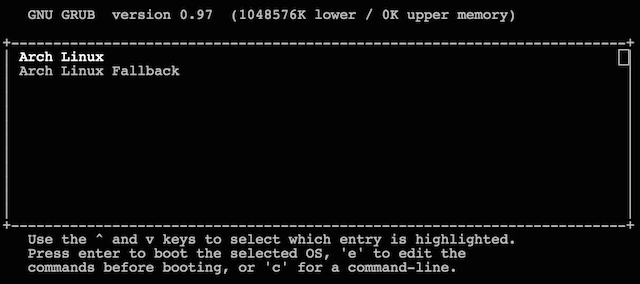 GNU GRUB  version 0.97  (1048576K lower / 0K upper memory)
Arch Linux
Arch Linux Fallback
Use the ^ and v keys to select which entry is highlighted.
Press enter to boot the selected OS, 'e' to edit the
commands before booting, or 'c' for a command-line.